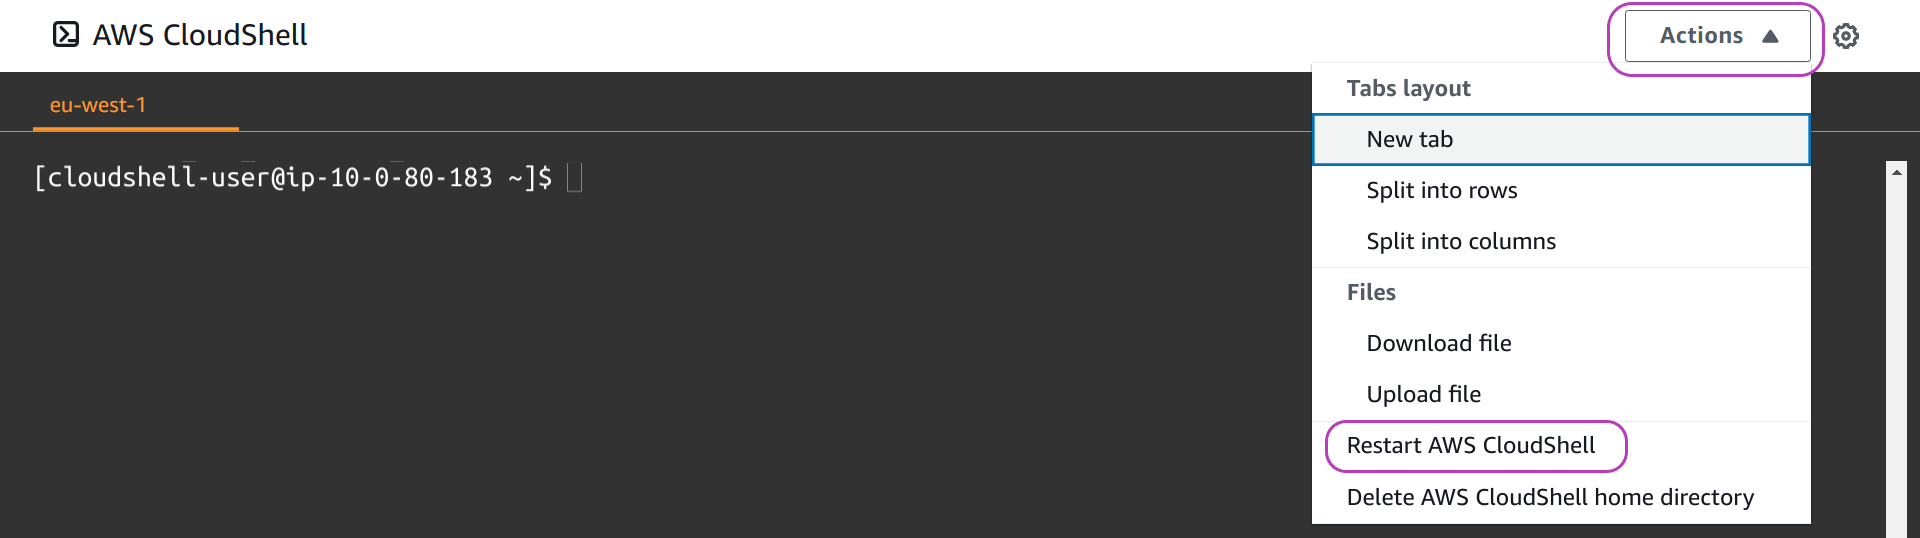 AWS CloudShell
Actions
eu-west-1
[cloudshell-user@ip-10-0-80-183 ~]$
Tabs layout
New tab
Split into rows
Split into columns
Files
Download file
Upload file
Restart AWS CloudShell
Delete AWS CloudShell home directory